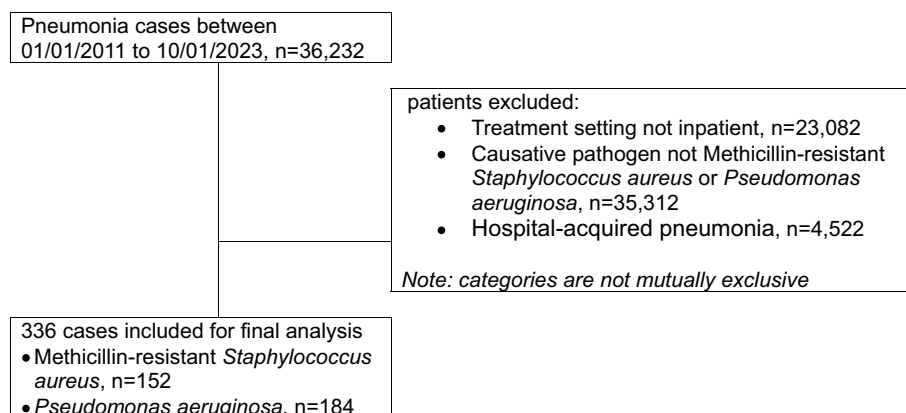 Pneumonia cases between
01/01/2011 to 10/01/2023, n=36,232
patients excluded:
• Treatment setting not inpatient, n=23,082
• Causative pathogen not Methicillin-resistant
Staphylococcus aureus or Pseudomonas
aeruginosa, n=35,312
• Hospital-acquired pneumonia, n=4,522
Note: categories are not mutually exclusive
336 cases included for final analysis
• Methicillin-resistant Staphylococcus
aureus, n=152
• Pseudomonas aeruginosa, n=184